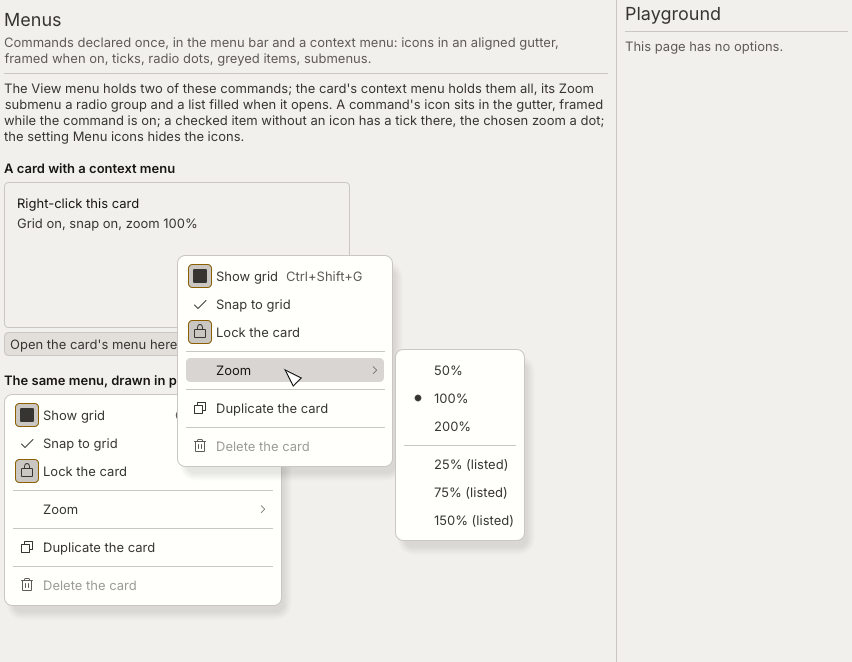 Menus
Commands declared once, in the menu bar and a context menu: icons in an aligned gutter,
framed when on, ticks, radio dots, greyed items, submenus.
The View menu holds two of these commands; the card's context menu holds them all, its Zoom
submenu a radio group and a list filled when it opens. A command's icon sits in the gutter, framed
while the command is on; a checked item without an icon has a tick there, the chosen zoom a dot;
the setting Menu icons hides the icons.
A card with a context menu
Right-click this card
Grid on, snap on, zoom 100%
Open the card's menu here
The same menu, drawn in
Show grid
Snap to grid
Lock the card
Zoom
Duplicate the card
Delete the card
Show grid Ctrl+Shift+G
Snap to grid
Lock the card
Zoom
Duplicate the card
Delete the card
50%
100%
200%
25% (listed)
75% (listed)
150% (listed)
Playground
This page has no options.